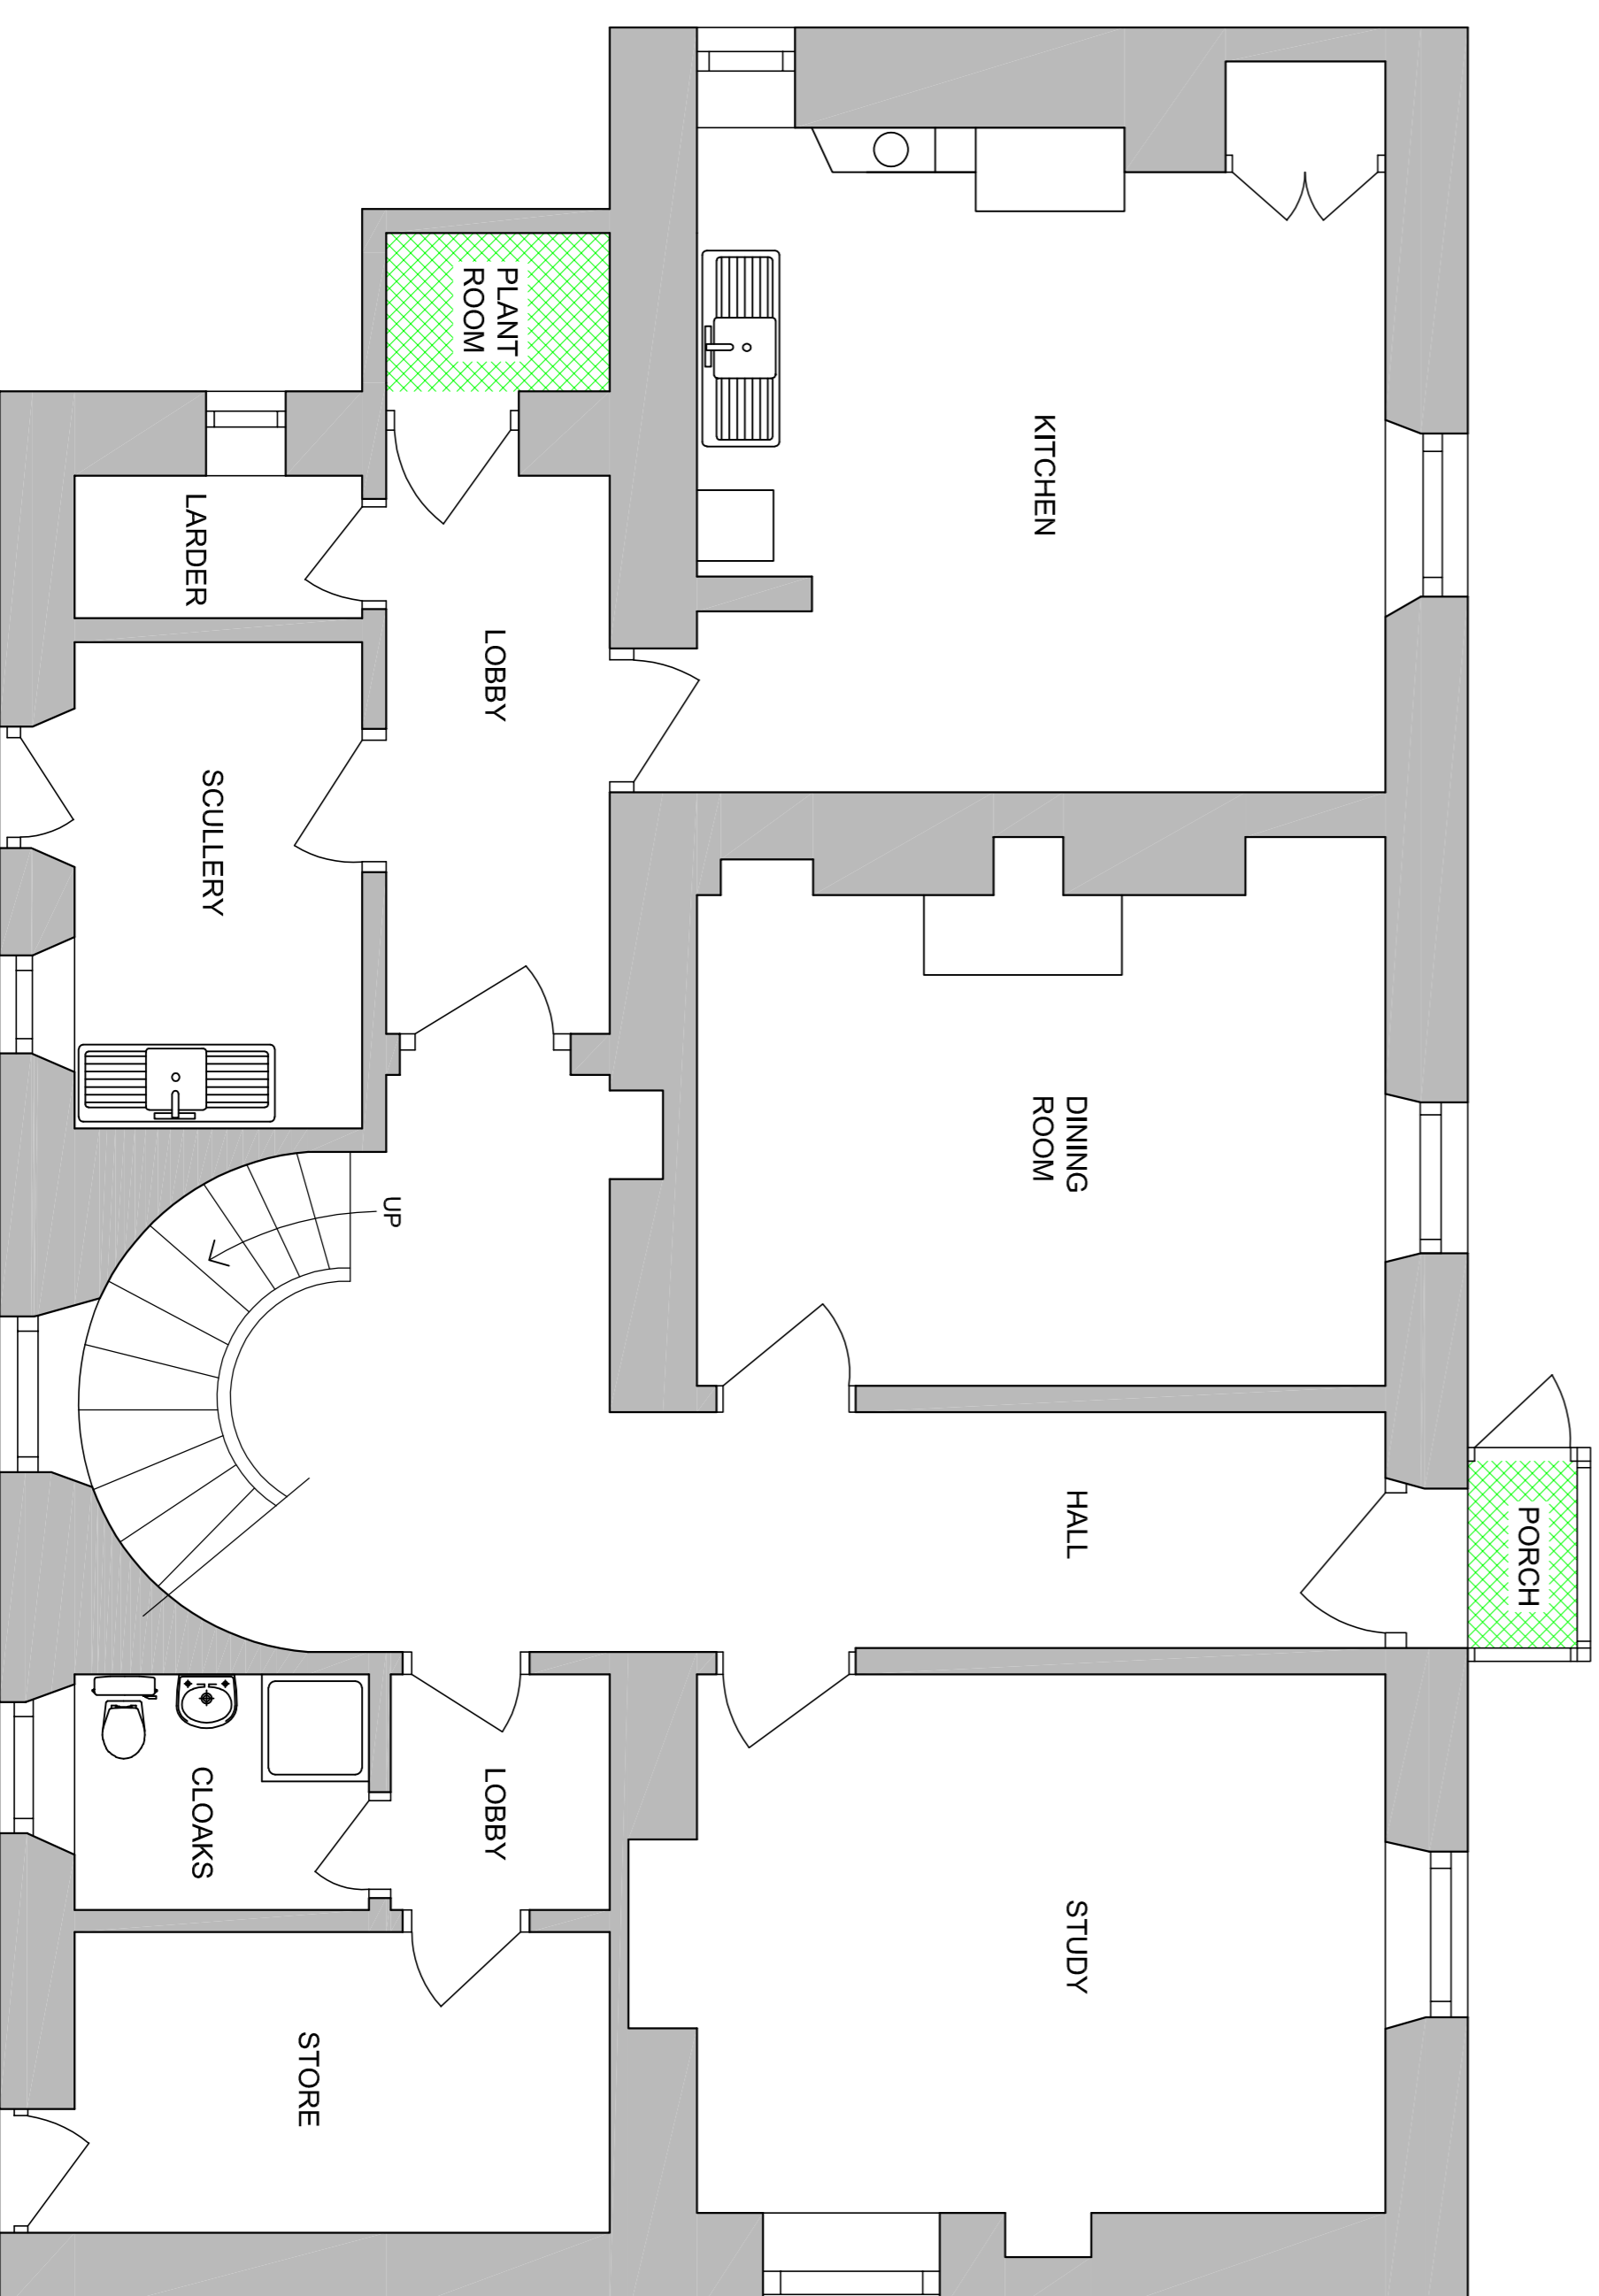 PLANT
ROOM
KITCHEN
LARDER
LOBBY
SCULLERY
DINING
ROOM
UP
HALL
PORCH
CLOAKS
LOBBY
STUDY
STORE